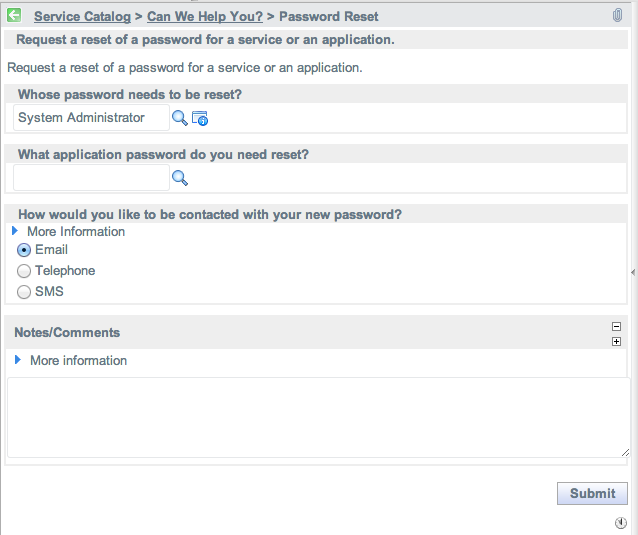 Service Catalog > Can We Help You? > Password Reset
Request a reset of a password for a service or an application.
Request a reset of a password for a service or an application.
Whose password needs to be reset?
System Administrator
What application password do you need reset?
How would you like to be contacted with your new password?
More Information
Email
Telephone
SMS
Notes/Comments
More information
Submit